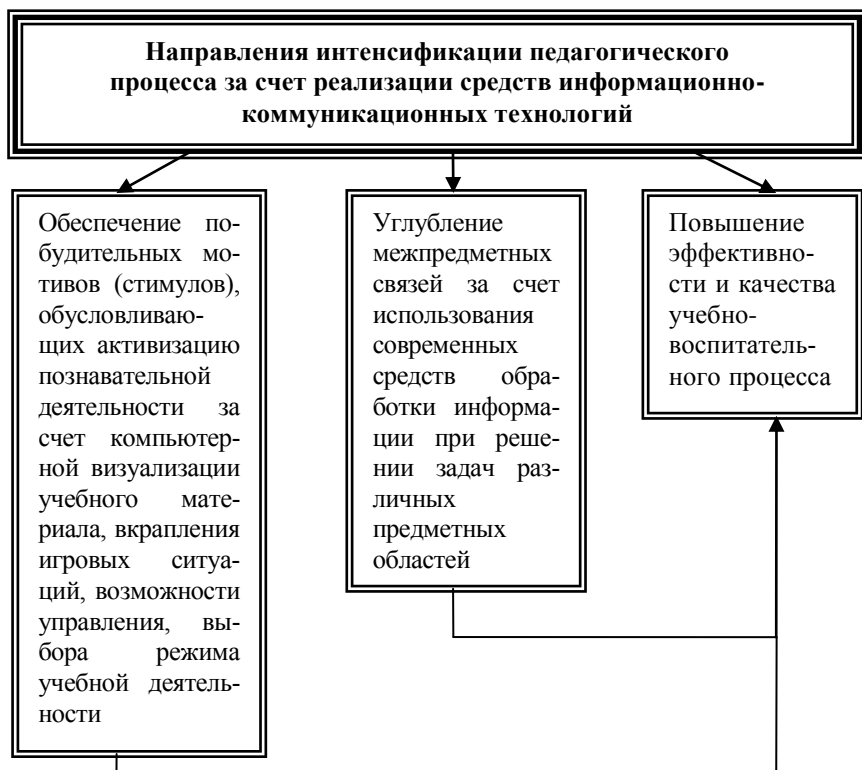 Направления интенсификации педагогического
процесса за счет реализации средств информационно-
коммуникационных технологий
Обеспечение по-
будительных мо-
тивов (стимулов),
обусловливаю-
щих активизацию
познавательной
деятельности за
счет компьютер-
ной визуализации
учебного мате-
риала, вкрапления
игровых ситуа-
ций, возможности
управления, вы-
бора режима
учебной деятель-
ности
Углубление
межпредметных
связей за счет
использования
современных
средств обра-
ботки информа-
ции при реше-
нии задач раз-
личных
предметных
областей
Повышение
эффективно-
сти и качества
учебно-
воспитатель-
ного процесса